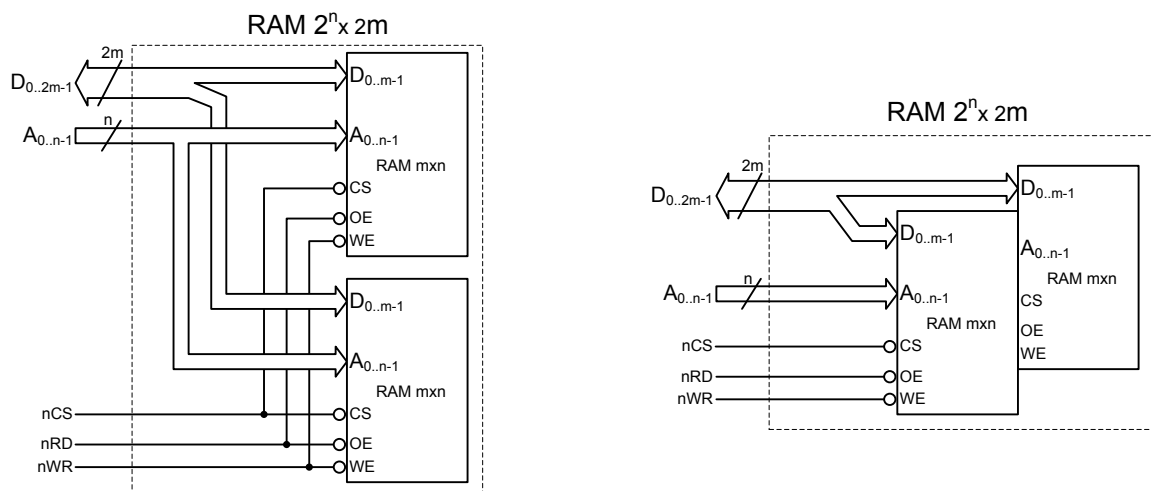 RAM 2ⁿx 2m
2m
D0..2m-1
D0..m-1
n
A0..n-1
A0..n-1
RAM mxn
CS
OE
WE
D0..m-1
A0..n-1
RAM mxn
nCS
CS
nRD
OE
nWR
WE
RAM 2ⁿx 2m
2m
D0..2m-1
D0..m-1
D0..m-1
A0..n-1
RAM mxn
n
A0..n-1
A0..n-1
CS
RAM mxn
OE
nCS
CS
WE
nRD
OE
nWR
WE